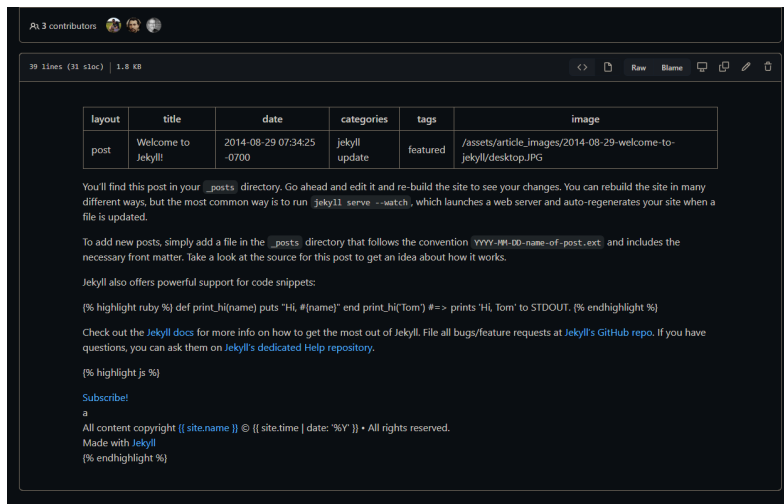 3 contributors
39 lines (31 sloc) | 1.8 KB
<> Raw Blame
layout title date categories tags image
post Welcome to Jekyll! 2014-08-29 07:34:25 -0700 jekyll update featured /assets/article_images/2014-08-29-welcome-to-jekyll/desktop.JPG
You'll find this post in your _posts directory. Go ahead and edit it and re-build the site to see your changes. You can rebuild the site in many
different ways, but the most common way is to run jekyll serve --watch, which launches a web server and auto-regenerates your site when a
file is updated.
To add new posts, simply add a file in the _posts directory that follows the convention YYYY-MM-DD-name-of-post.ext and includes the
necessary front matter. Take a look at the source for this post to get an idea about how it works.
Jekyll also offers powerful support for code snippets:
{% highlight ruby %} def print_hi(name) puts "Hi, #{name}" end print_hi('Tom') #=> prints 'Hi, Tom' to STDOUT. {% endhighlight %}
Check out the Jekyll docs for more info on how to get the most out of Jekyll. File all bugs/feature requests at Jekyll's GitHub repo. If you have
questions, you can ask them on Jekyll's dedicated Help repository.
{% highlight js %}
Subscribe!
a
All content copyright {{ site.name }} © {{ site.time | date: '%Y' }} • All rights reserved.
Made with Jekyll
{% endhighlight %}